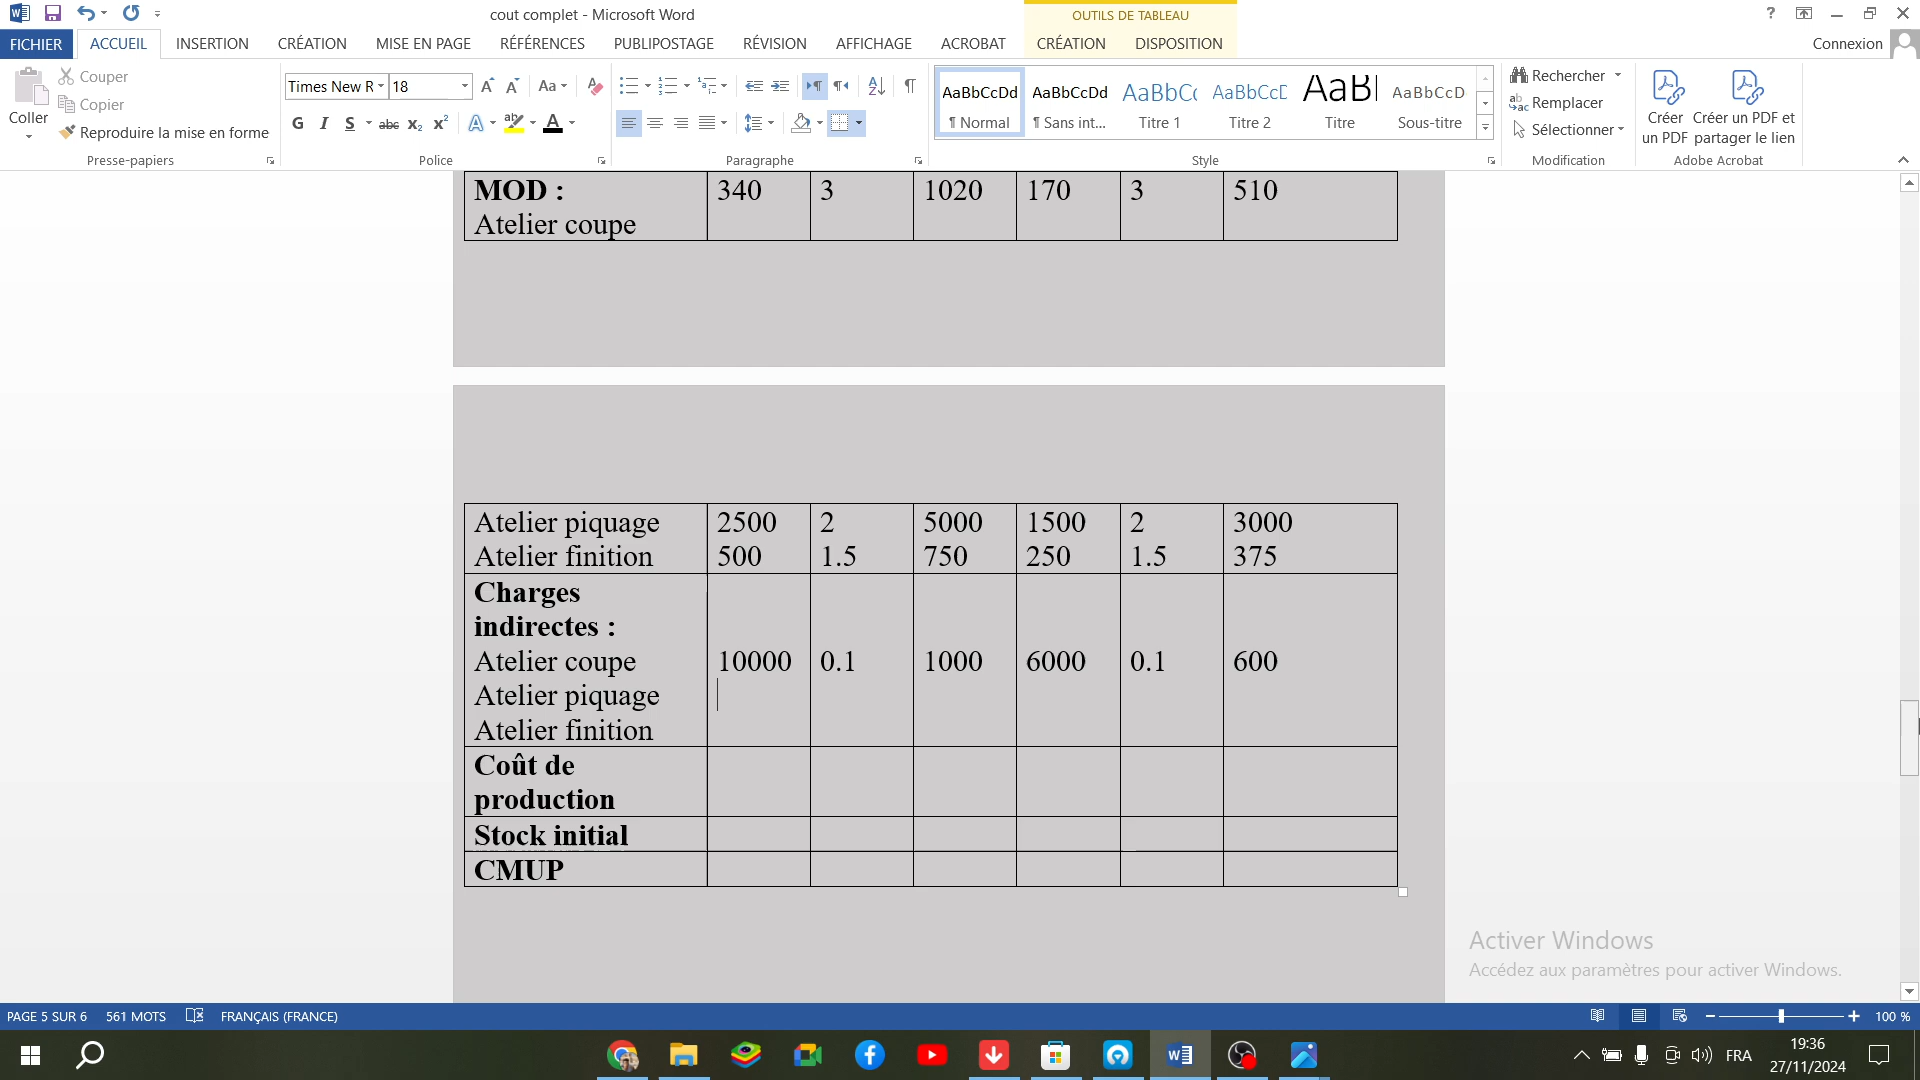 cout complet - Microsoft Word
OUTILS DE TABLEAU
?
FICHIER ACCUEIL INSERTION CRÉATION MISE EN PAGE RÉFÉRENCES PUBLIPOSTAGE RÉVISION AFFICHAGE ACROBAT CRÉATION DISPOSITION Connexion
Coller
Couper
Copier
Reproduire la mise en forme
Presse-papiers
Times New R 18
Aa
G I S abc X₂ X² A ab A
Police
Paragraphe
AaBbCcDd AaBbCcDd AaBbCc AaBbCcE AaBl AaBbCcD
¶ Normal ¶ Sans int... Titre 1 Titre 2 Titre Sous-titre
Style
Rechercher
Remplacer
Sélectionner
Modification
Créer un PDF
Créer un PDF et partager le lien
Adobe Acrobat
MOD : 340 3 1020 170 3 510
Atelier coupe
Atelier piquage 2500 2 5000 1500 2 3000
Atelier finition 500 1.5 750 250 1.5 375
Charges
indirectes :
Atelier coupe 10000 0.1 1000 6000 0.1 600
Atelier piquage
Atelier finition
Coût de
production
Stock initial
CMUP
Activer Windows
Accédez aux paramètres pour activer Windows.
PAGE 5 SUR 6 561 MOTS FRANÇAIS (FRANCE) 100 %
FRA
19:36
27/11/2024